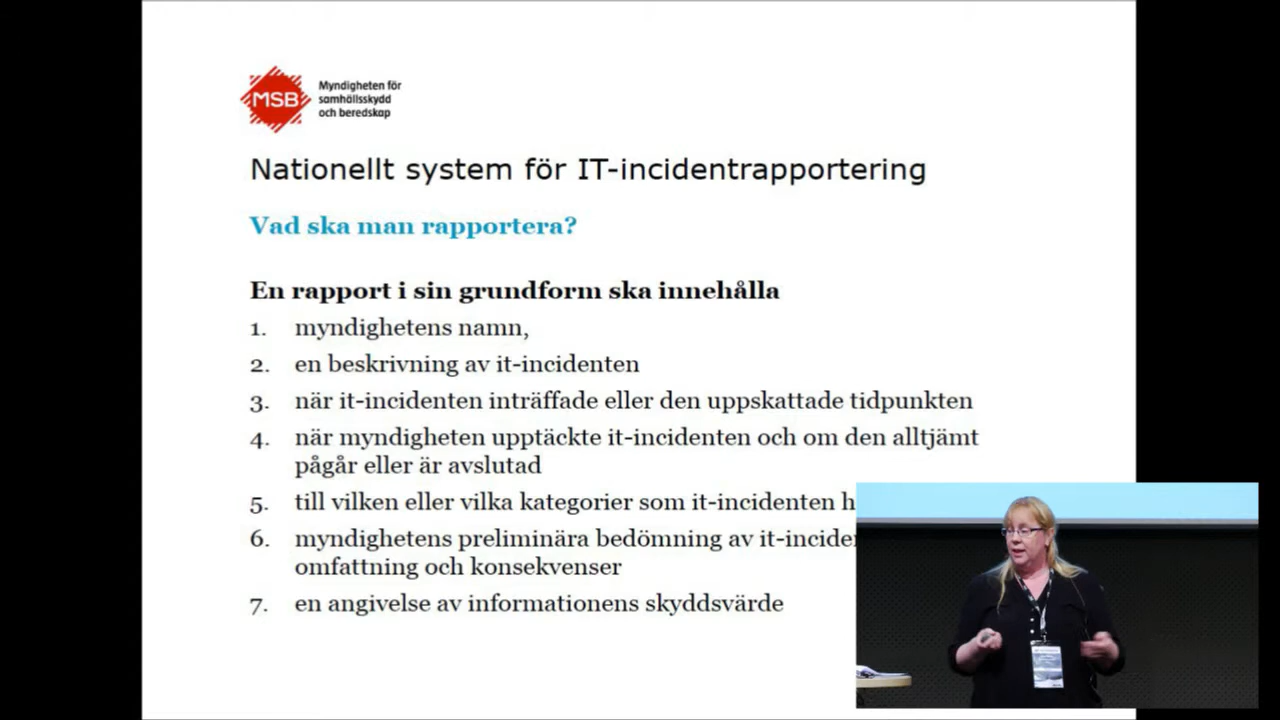 MSB
Myndigheten för
samhällsskydd
och beredskap
Nationellt system för IT-incidentrapportering
Vad ska man rapportera?
En rapport i sin grundform ska innehålla
1. myndighetens namn,
2. en beskrivning av it-incidenten
3. när it-incidenten inträffade eller den uppskattade tidpunkten
4. när myndigheten upptäckte it-incidenten och om den alltjämt
pågår eller är avslutad
5. till vilken eller vilka kategorier som it-incidenten
6. myndighetens preliminära bedömning av
omfattning och konsekvenser
7. en angivelse av informationens skyddsvärde